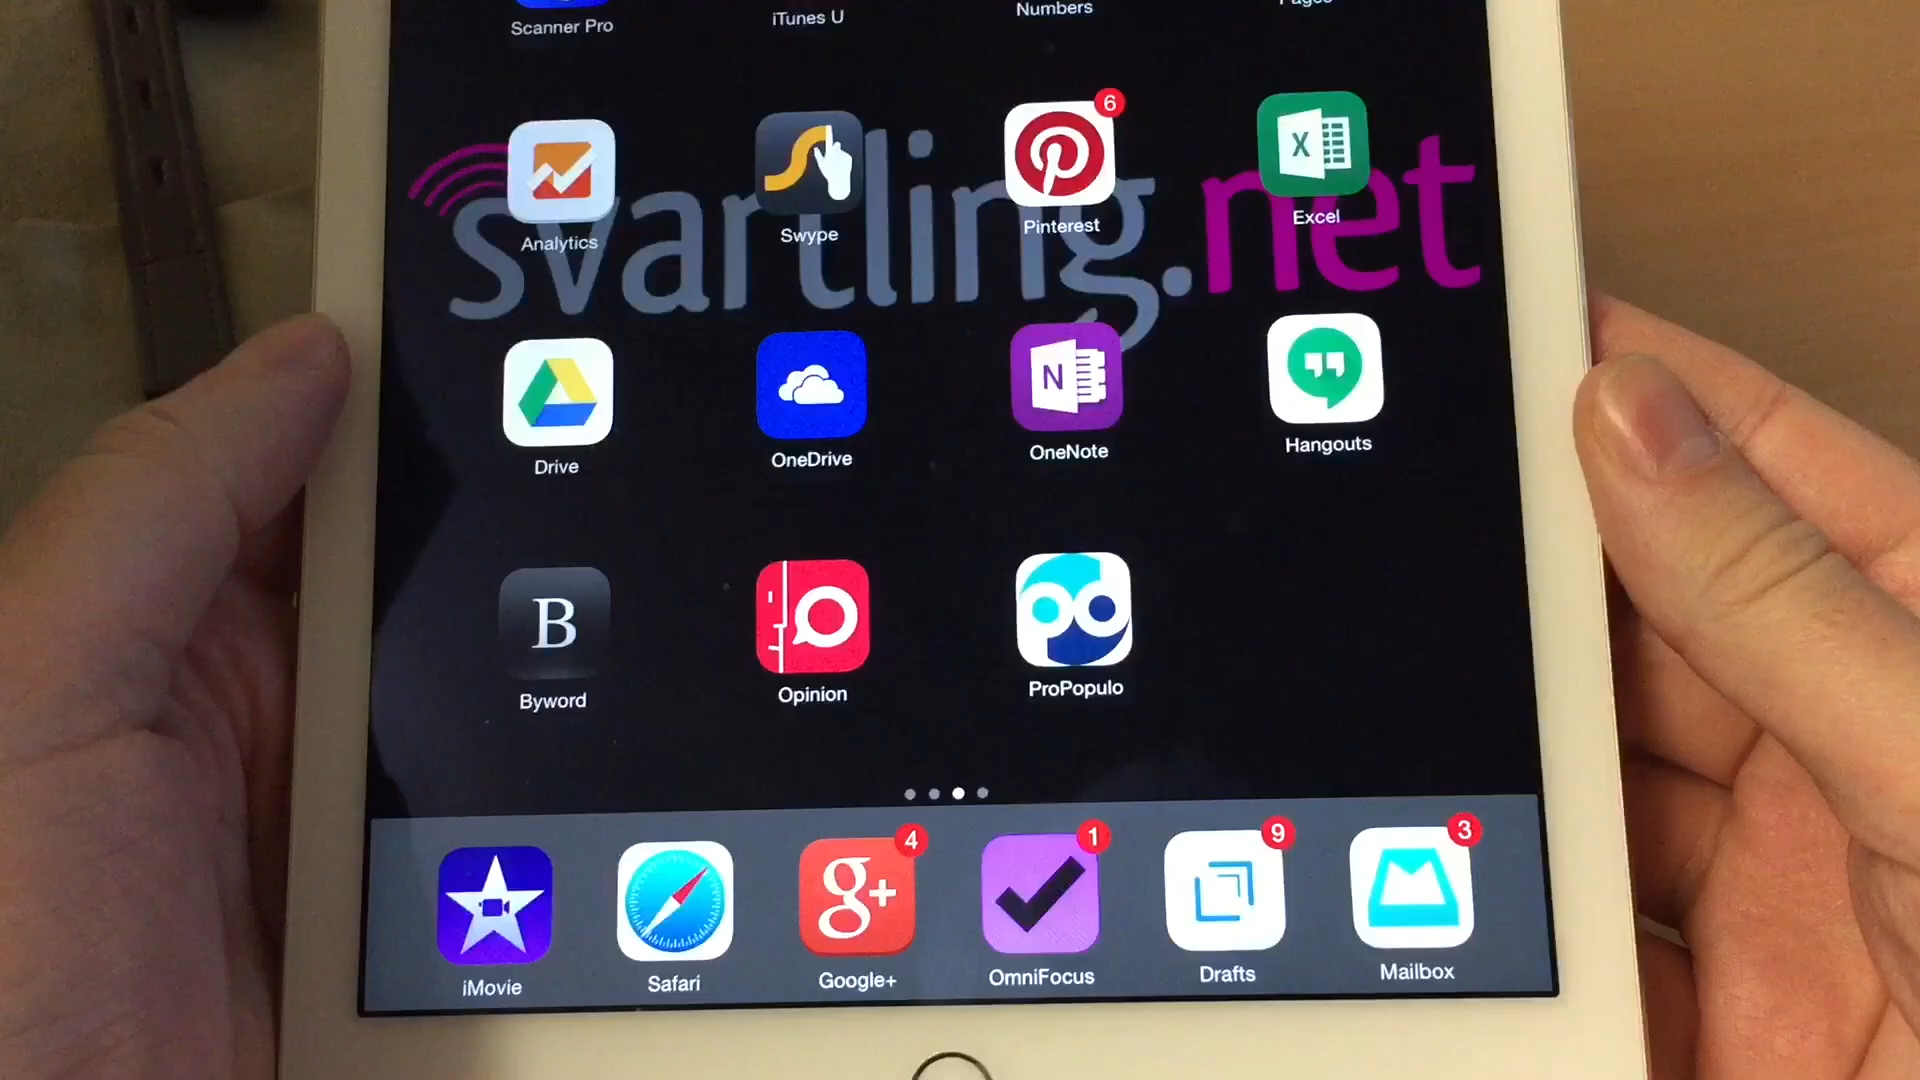 Scanner Pro
iTunes U
Numbers
Pages
6
X
svartling.net
Analytics
Swype
Pinterest
Excel
N
Drive
OneDrive
OneNote
Hangouts
B
Byword
Opinion
ProPopulo
4
1
9
3
g+
iMovie
Safari
Google+
OmniFocus
Drafts
Mailbox